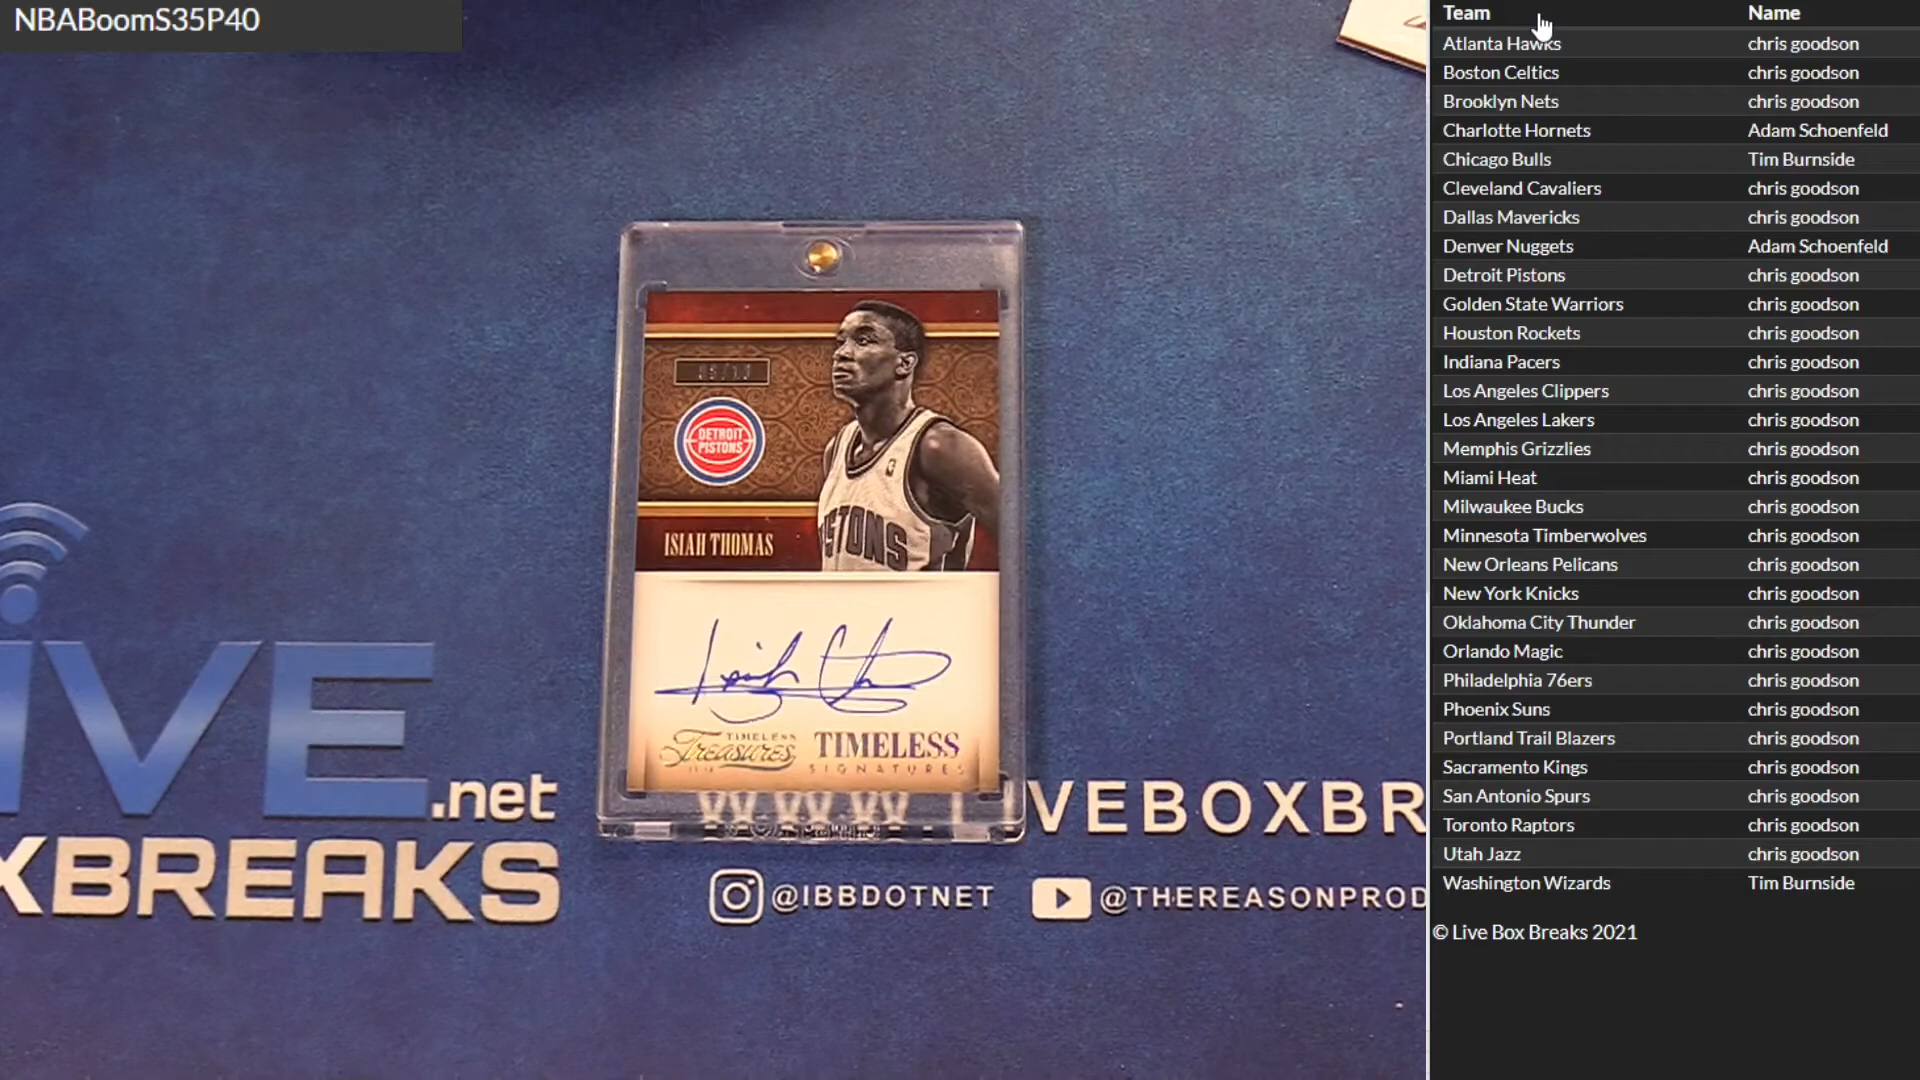 NBABoomS35P40
Team Name
Atlanta Hawks chris goodson
Boston Celtics chris goodson
Brooklyn Nets chris goodson
Charlotte Hornets Adam Schoenfeld
Chicago Bulls Tim Burnside
Cleveland Cavaliers chris goodson
Dallas Mavericks chris goodson
Denver Nuggets Adam Schoenfeld
Detroit Pistons chris goodson
Golden State Warriors chris goodson
Houston Rockets chris goodson
Indiana Pacers chris goodson
Los Angeles Clippers chris goodson
Los Angeles Lakers chris goodson
Memphis Grizzlies chris goodson
Miami Heat chris goodson
Milwaukee Bucks chris goodson
Minnesota Timberwolves chris goodson
New Orleans Pelicans chris goodson
New York Knicks chris goodson
Oklahoma City Thunder chris goodson
Orlando Magic chris goodson
Philadelphia 76ers chris goodson
Phoenix Suns chris goodson
Portland Trail Blazers chris goodson
Sacramento Kings chris goodson
San Antonio Spurs chris goodson
Toronto Raptors chris goodson
Utah Jazz chris goodson
Washington Wizards Tim Burnside
© Live Box Breaks 2021
DETROIT
PISTONS
ISIAH THOMAS
STONS
TIMELESS
Treasures
TIMELESS
SIGNATURES
IVE
.net
XBREAKS
WWW LIVEBOXBR
@IBBDOTNET @THEREASONPROD